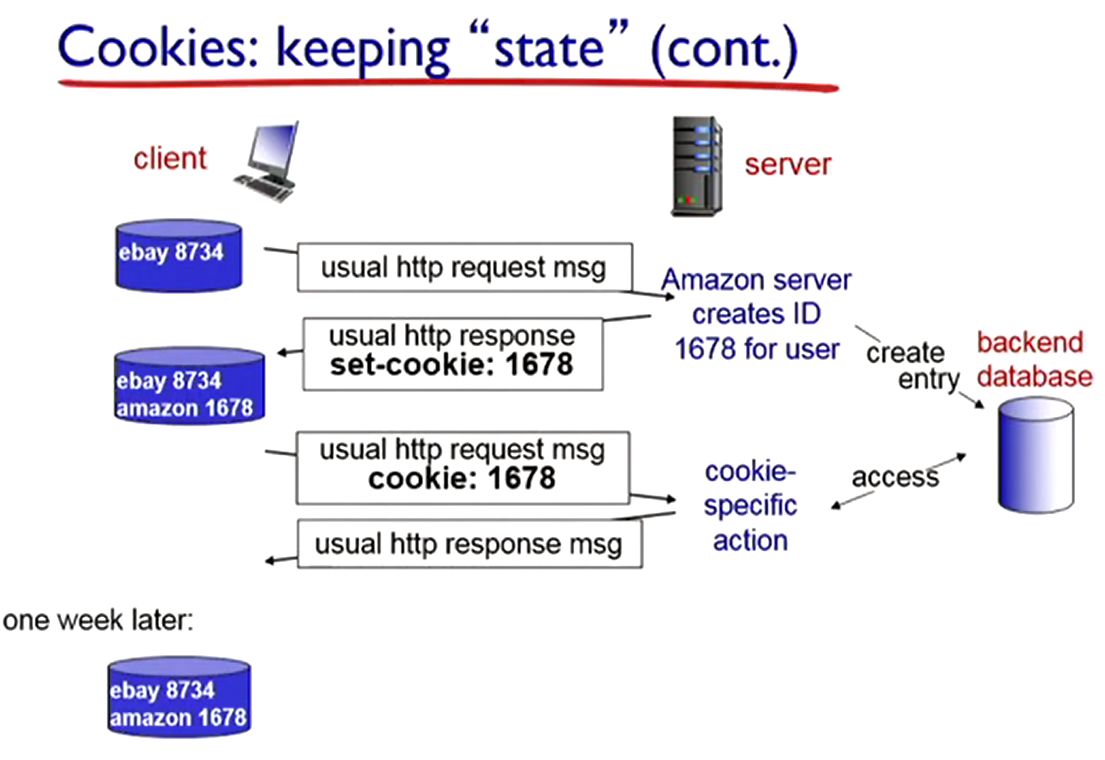 Cookies: keeping “state” (cont.)
client
server
ebay 8734
usual http request msg
Amazon server
creates ID
1678 for user
usual http response
set-cookie: 1678
create
entry
backend
database
ebay 8734
amazon 1678
usual http request msg
cookie: 1678
cookie-
specific
action
access
usual http response msg
one week later:
ebay 8734
amazon 1678